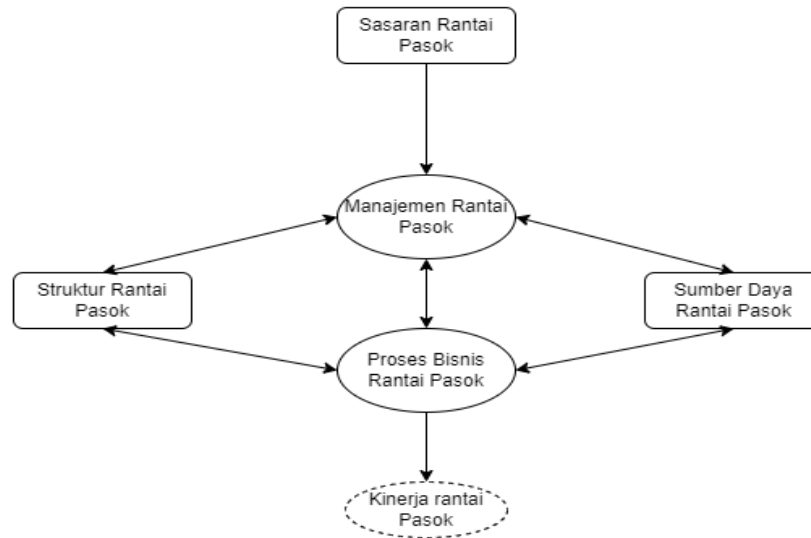 Sasaran Rantai
Pasok
Manajemen Rantai
Pasok
Struktur Rantai
Pasok
Sumber Daya
Rantai Pasok
Proses Bisnis
Rantai Pasok
Kinerja rantai
Pasok